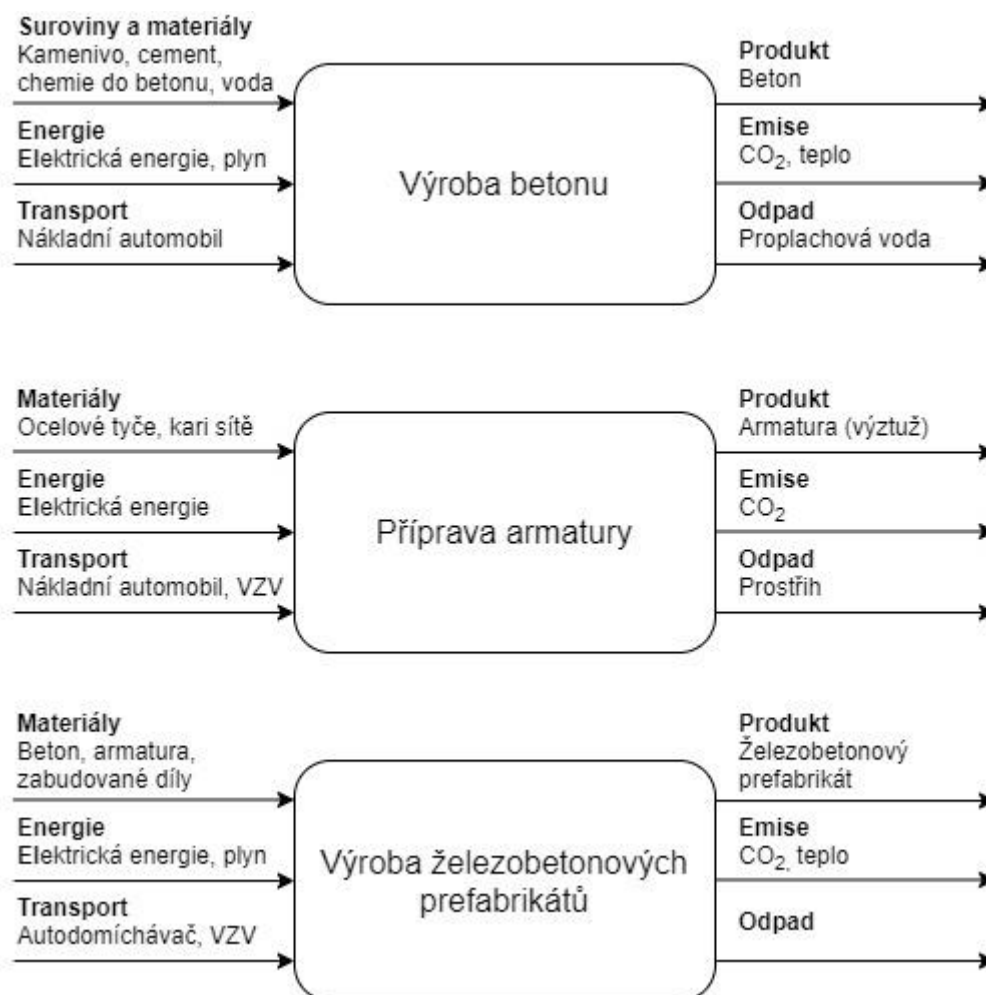 Suroviny a materiály
Kamenivo, cement,
chemie do betonu, voda
Energie
Elektrická energie, plyn
Transport
Nákladní automobil
Výroba betonu
Produkt
Beton
Emise
CO₂, teplo
Odpad
Proplachová voda
Materiály
Ocelové tyče, kari sítě
Energie
Elektrická energie
Transport
Nákladní automobil, VZV
Příprava armatury
Produkt
Armatura (výztuž)
Emise
CO₂
Odpad
Prostřih
Materiály
Beton, armatura,
zabudované díly
Energie
Elektrická energie, plyn
Transport
Autodomíchávač, VZV
Výroba železobetonových
prefabrikátů
Produkt
Železobetonový
prefabrikát
Emise
CO₂, teplo
Odpad